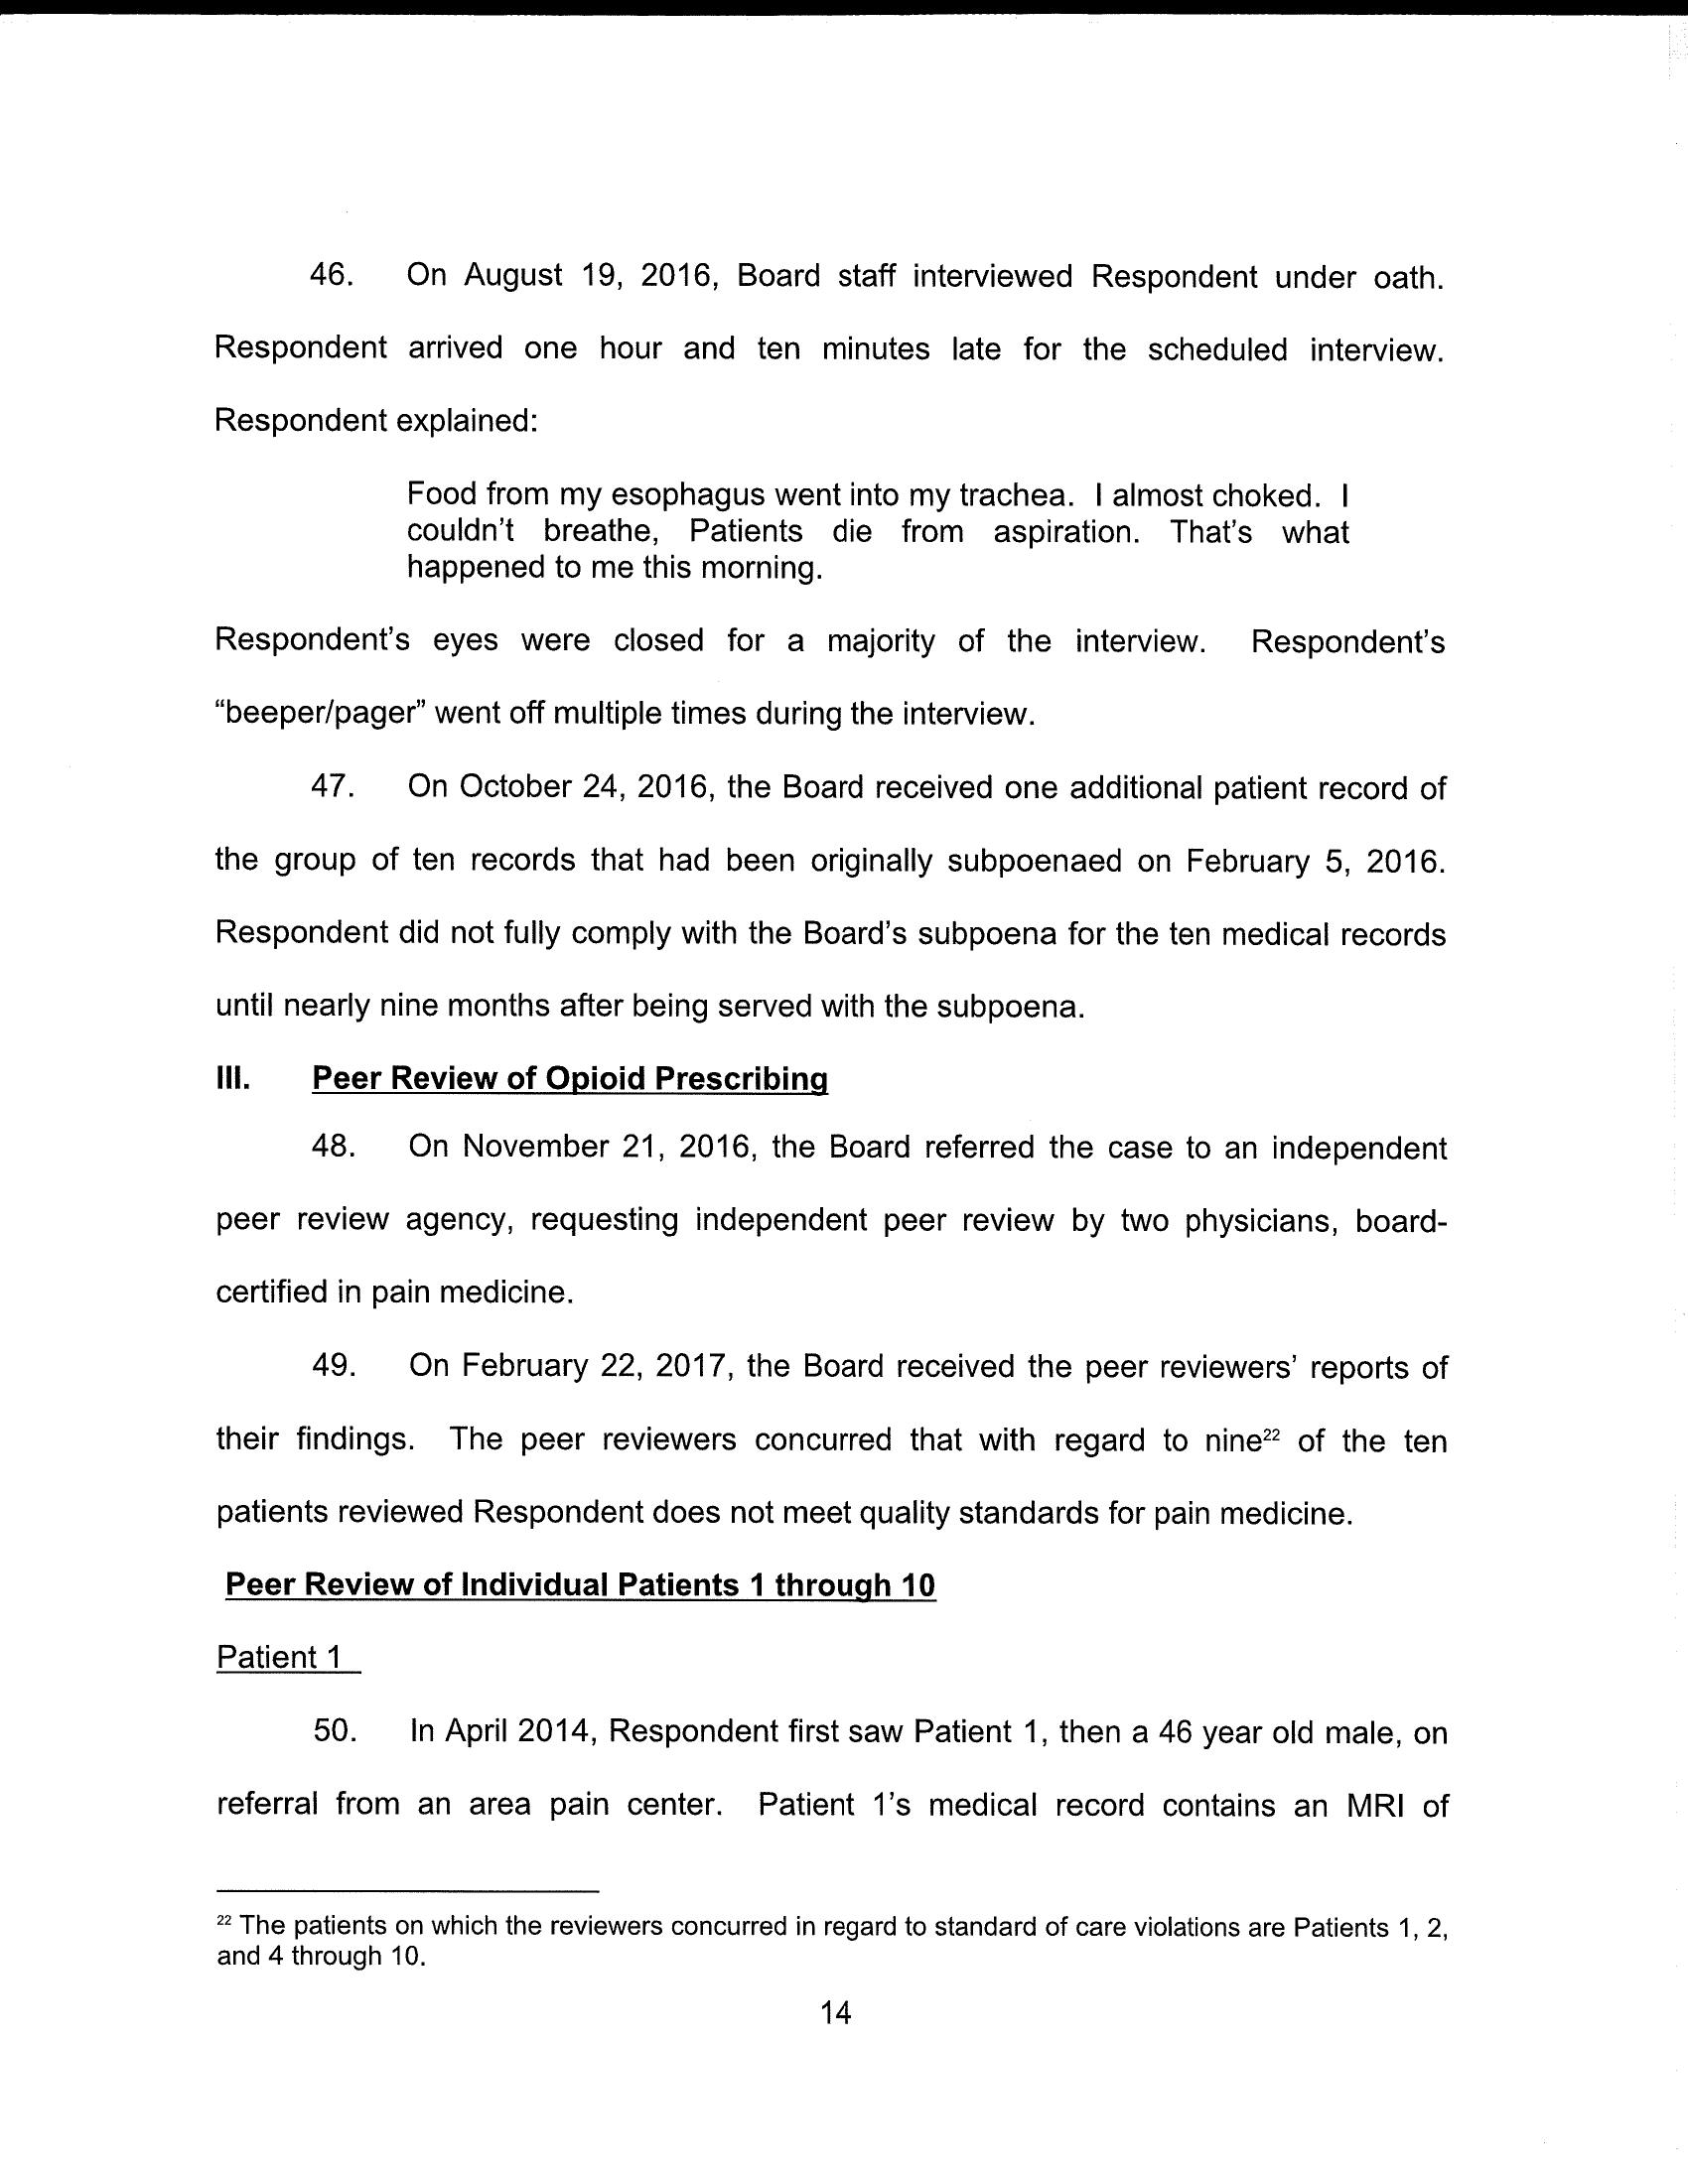 46. On August 19, 2016, Board staff interviewed Respondent under oath.
Respondent arrived one hour and ten minutes late for the scheduled interview.
Respondent explained:
Food from my esophagus went into my trachea. I almost choked. I
couldn't breathe, Patients die from aspiration. That's what
happened to me this morning.
Respondent's eyes were closed for a majority of the interview. Respondent's
“beeper/pager” went off multiple times during the interview.
47. On October 24, 2016, the Board received one additional patient record of
the group of ten records that had been originally subpoenaed on February 5, 2016.
Respondent did not fully comply with the Board's subpoena for the ten medical records
until nearly nine months after being served with the subpoena.
III. Peer Review of Opioid Prescribing
48. On November 21, 2016, the Board referred the case to an independent
peer review agency, requesting independent peer review by two physicians, board-
certified in pain medicine.
49. On February 22, 2017, the Board received the peer reviewers' reports of
their findings. The peer reviewers concurred that with regard to nine²² of the ten
patients reviewed Respondent does not meet quality standards for pain medicine.
Peer Review of Individual Patients 1 through 10
Patient 1
50. In April 2014, Respondent first saw Patient 1, then a 46 year old male, on
referral from an area pain center. Patient 1's medical record contains an MRI of
²² The patients on which the reviewers concurred in regard to standard of care violations are Patients 1, 2,
and 4 through 10.
14